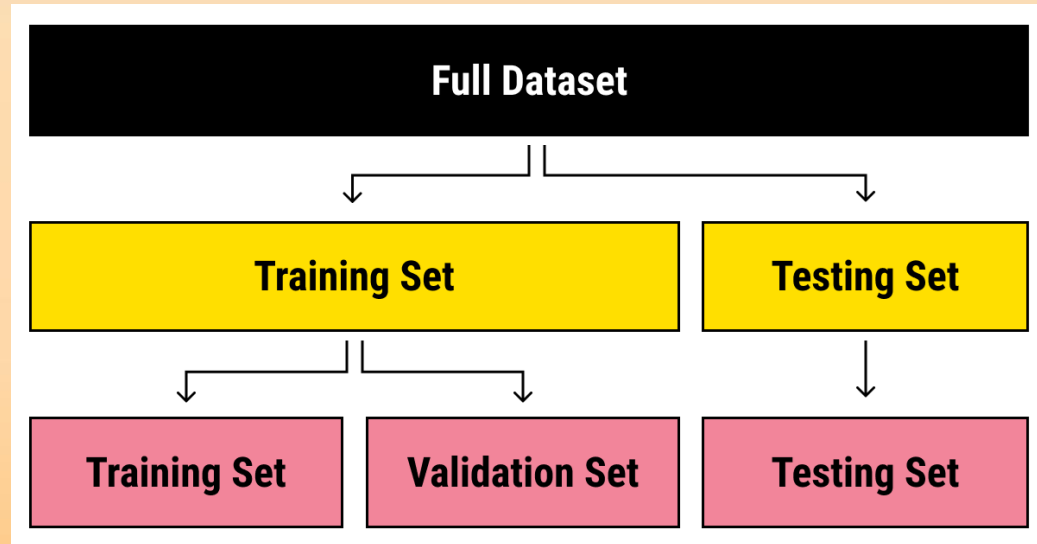 Full Dataset
Training Set
Testing Set
Training Set
Validation Set
Testing Set